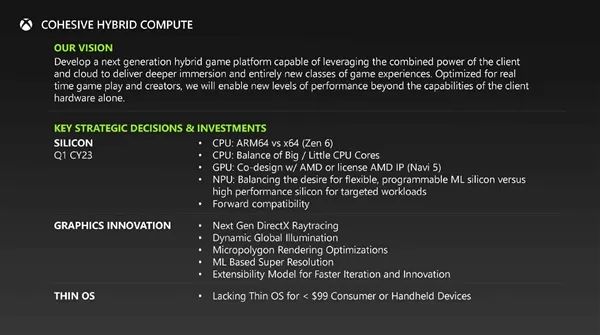 COHESIVE HYBRID COMPUTE
OUR VISION
Develop a next generation hybrid game platform capable of leveraging the combined power of the client
and cloud to deliver deeper immersion and entirely new classes of game experiences. Optimized for real
time game play and creators, we will enable new levels of performance beyond the capabilities of the client
hardware alone.
KEY STRATEGIC DECISIONS & INVESTMENTS
SILICON
Q1 CY23
• CPU: ARM64 vs x64 (Zen 6)
• CPU: Balance of Big / Little CPU Cores
• GPU: Co-design w/ AMD or license AMD IP (Navi 5)
• NPU: Balancing the desire for flexible, programmable ML silicon versus
high performance silicon for targeted workloads
• Forward compatibility
GRAPHICS INNOVATION
• Next Gen DirectX Raytracing
• Dynamic Global Illumination
• Micropolygon Rendering Optimizations
• ML Based Super Resolution
• Extensibility Model for Faster Iteration and Innovation
THIN OS
• Lacking Thin OS for < $99 Consumer or Handheld Devices